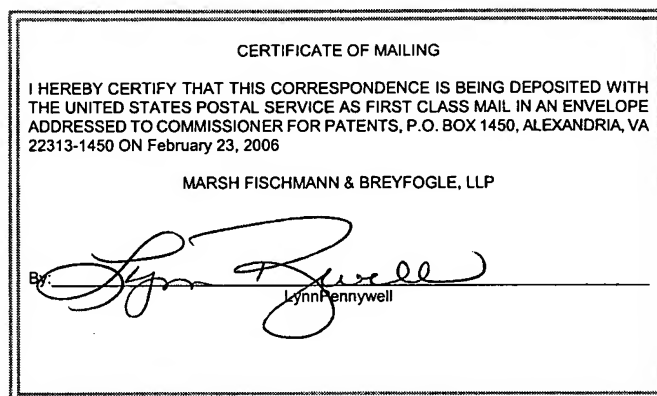 CERTIFICATE OF MAILING
I HEREBY CERTIFY THAT THIS CORRESPONDENCE IS BEING DEPOSITED WITH
THE UNITED STATES POSTAL SERVICE AS FIRST CLASS MAIL IN AN ENVELOPE
ADDRESSED TO COMMISSIONER FOR PATENTS, P.O. BOX 1450, ALEXANDRIA, VA
22313-1450 ON February 23, 2006
MARSH FISCHMANN & BREYFOGLE, LLP
By: Lynn Pennywell
LynnPennywell